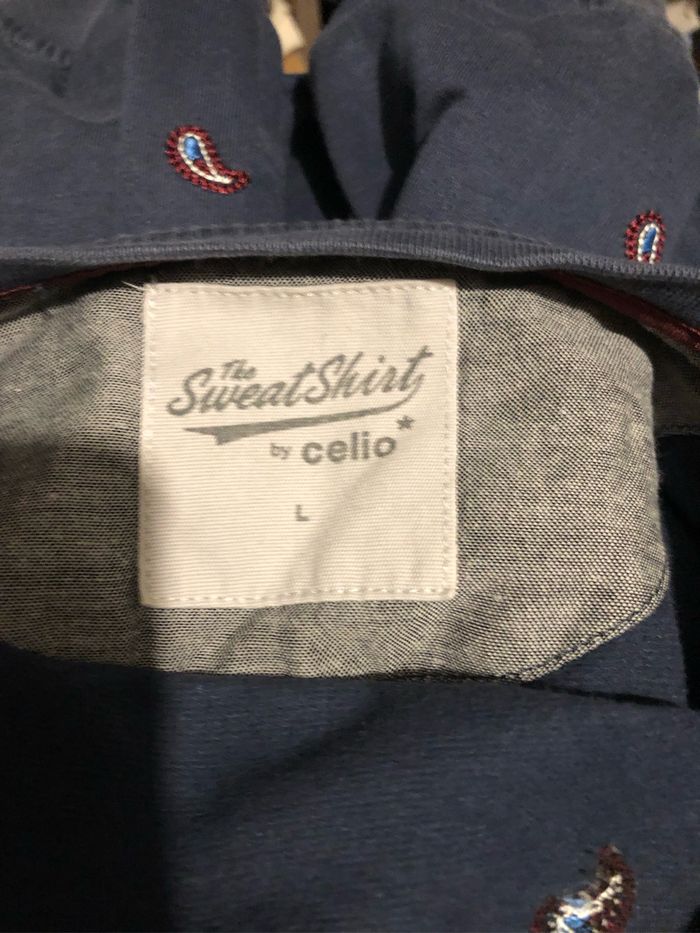 The
SweatShirt
by celio*
L